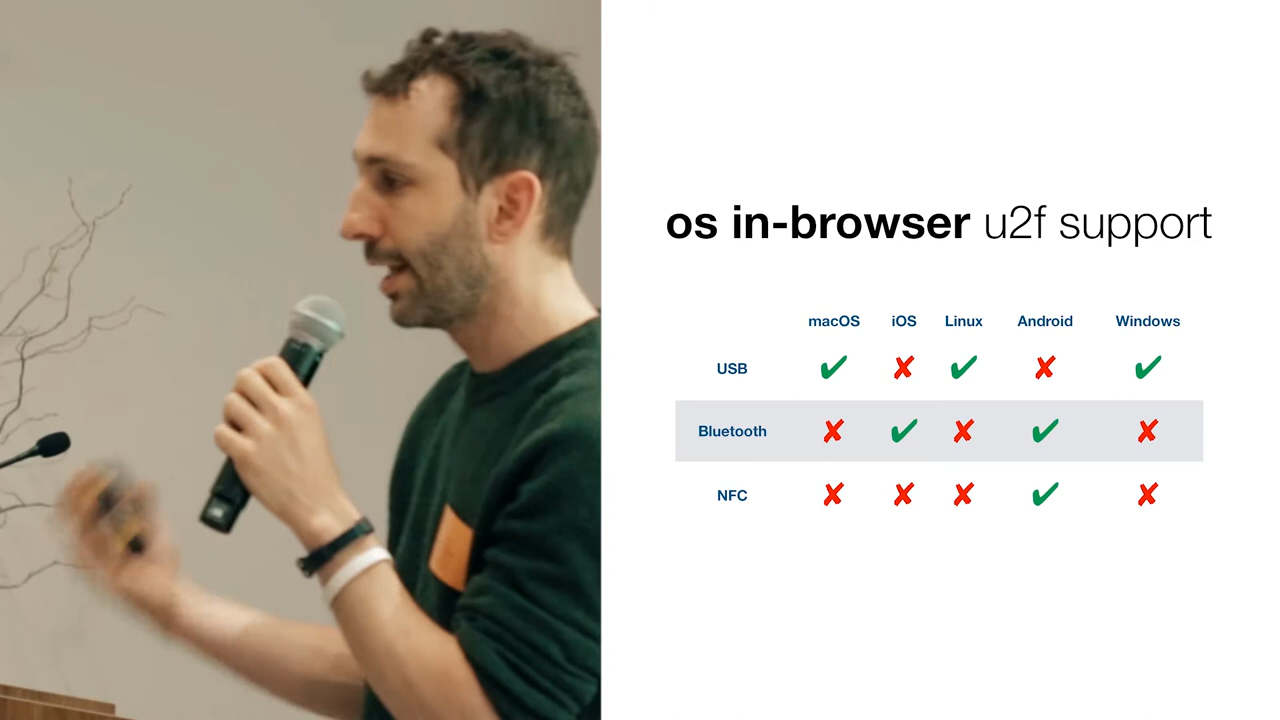 os in-browser u2f support
macOS iOS Linux Android Windows
USB ✔ ✘ ✔ ✘ ✔
Bluetooth ✘ ✔ ✘ ✔ ✘
NFC ✘ ✘ ✘ ✔ ✘